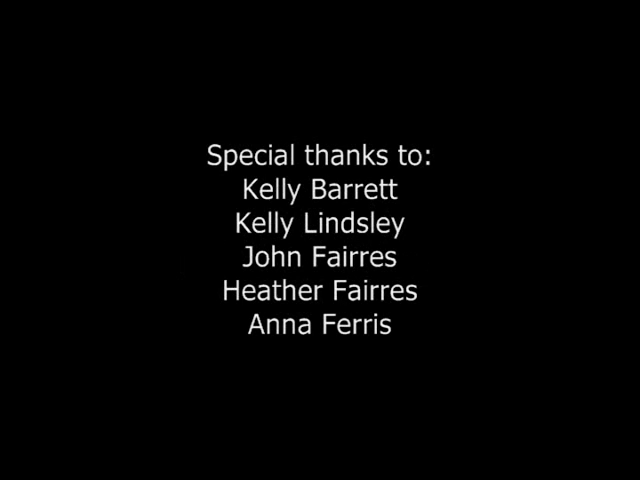 Special thanks to:
Kelly Barrett
Kelly Lindsley
John Fairres
Heather Fairres
Anna Ferris